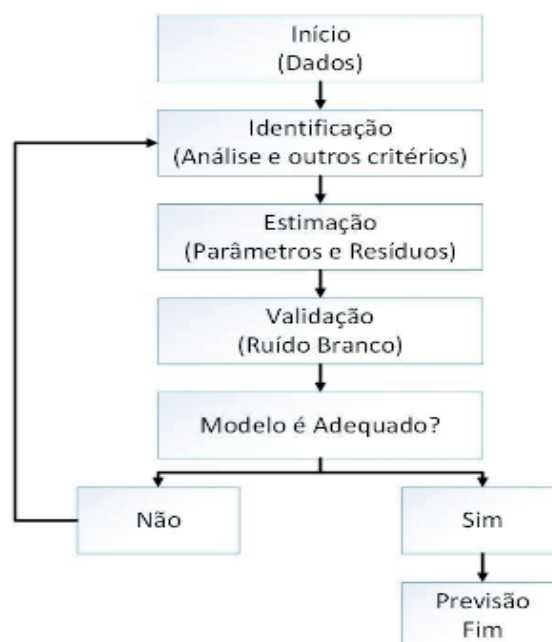 Início
(Dados)
Identificação
(Análise e outros critérios)
Estimação
(Parâmetros e Resíduos)
Validação
(Ruído Branco)
Modelo é Adequado?
Não
Sim
Previsão
Fim